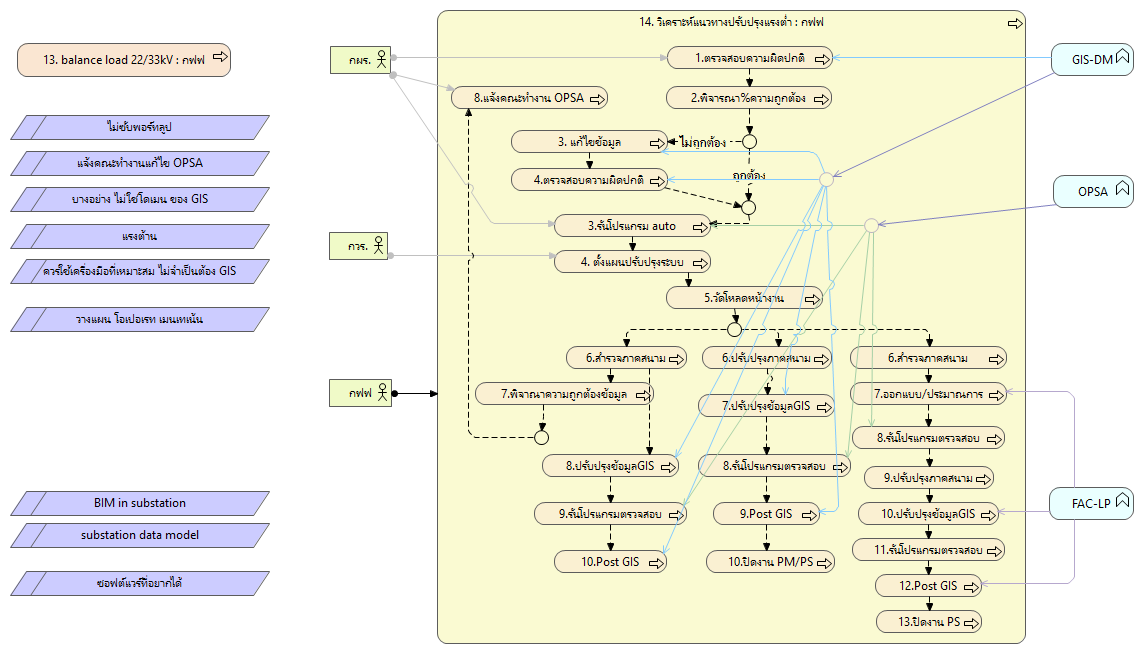 14. วิเคราะห์แนวทางปรับปรุงแรงต่ำ : กฟฟ
13. balance load 22/33kV : กฟฟ
กผร.
1.ตรวจสอบความผิดปกติ
GIS-DM
8.แจ้งคณะทำงาน OPSA
2.พิจารณา%ความถูกต้อง
ไม่ซับพอร์ทลูป
3. แก้ไขข้อมูล
ไม่ถูกต้อง
แจ้งคณะทำงานแก้ไข OPSA
4.ตรวจสอบความผิดปกติ
ถูกต้อง
OPSA
บางอย่าง ไม่ใช่โดเมน ของ GIS
3.รันโปรแกรม auto
แรงต้าน
กวร.
4. ตั้งแผนปรับปรุงระบบ
ควรใช้เครื่องมือที่เหมาะสม ไม่จำเป็นต้อง GIS
5.วัดโหลดหน้างาน
วางแผน โอเปอเรท เมนเทเน้น
6.สำรวจภาคสนาม
6.ปรับปรุงภาคสนาม
6.สำรวจภาคสนาม
กฟฟ
7.พิจาณาความถูกต้องข้อมูล
7.ปรับปรุงข้อมูลGIS
7.ออกแบบ/ประมาณการ
8.รันโปรแกรมตรวจสอบ
8.ปรับปรุงข้อมูลGIS
8.รันโปรแกรมตรวจสอบ
9.ปรับปรุงภาคสนาม
BIM in substation
9.รันโปรแกรมตรวจสอบ
9.Post GIS
10.ปรับปรุงข้อมูลGIS
FAC-LP
substation data model
11.รันโปรแกรมตรวจสอบ
10.Post GIS
10.ปิดงาน PM/PS
ซอฟต์แวร์ที่อยากได้
12.Post GIS
13.ปิดงาน PS